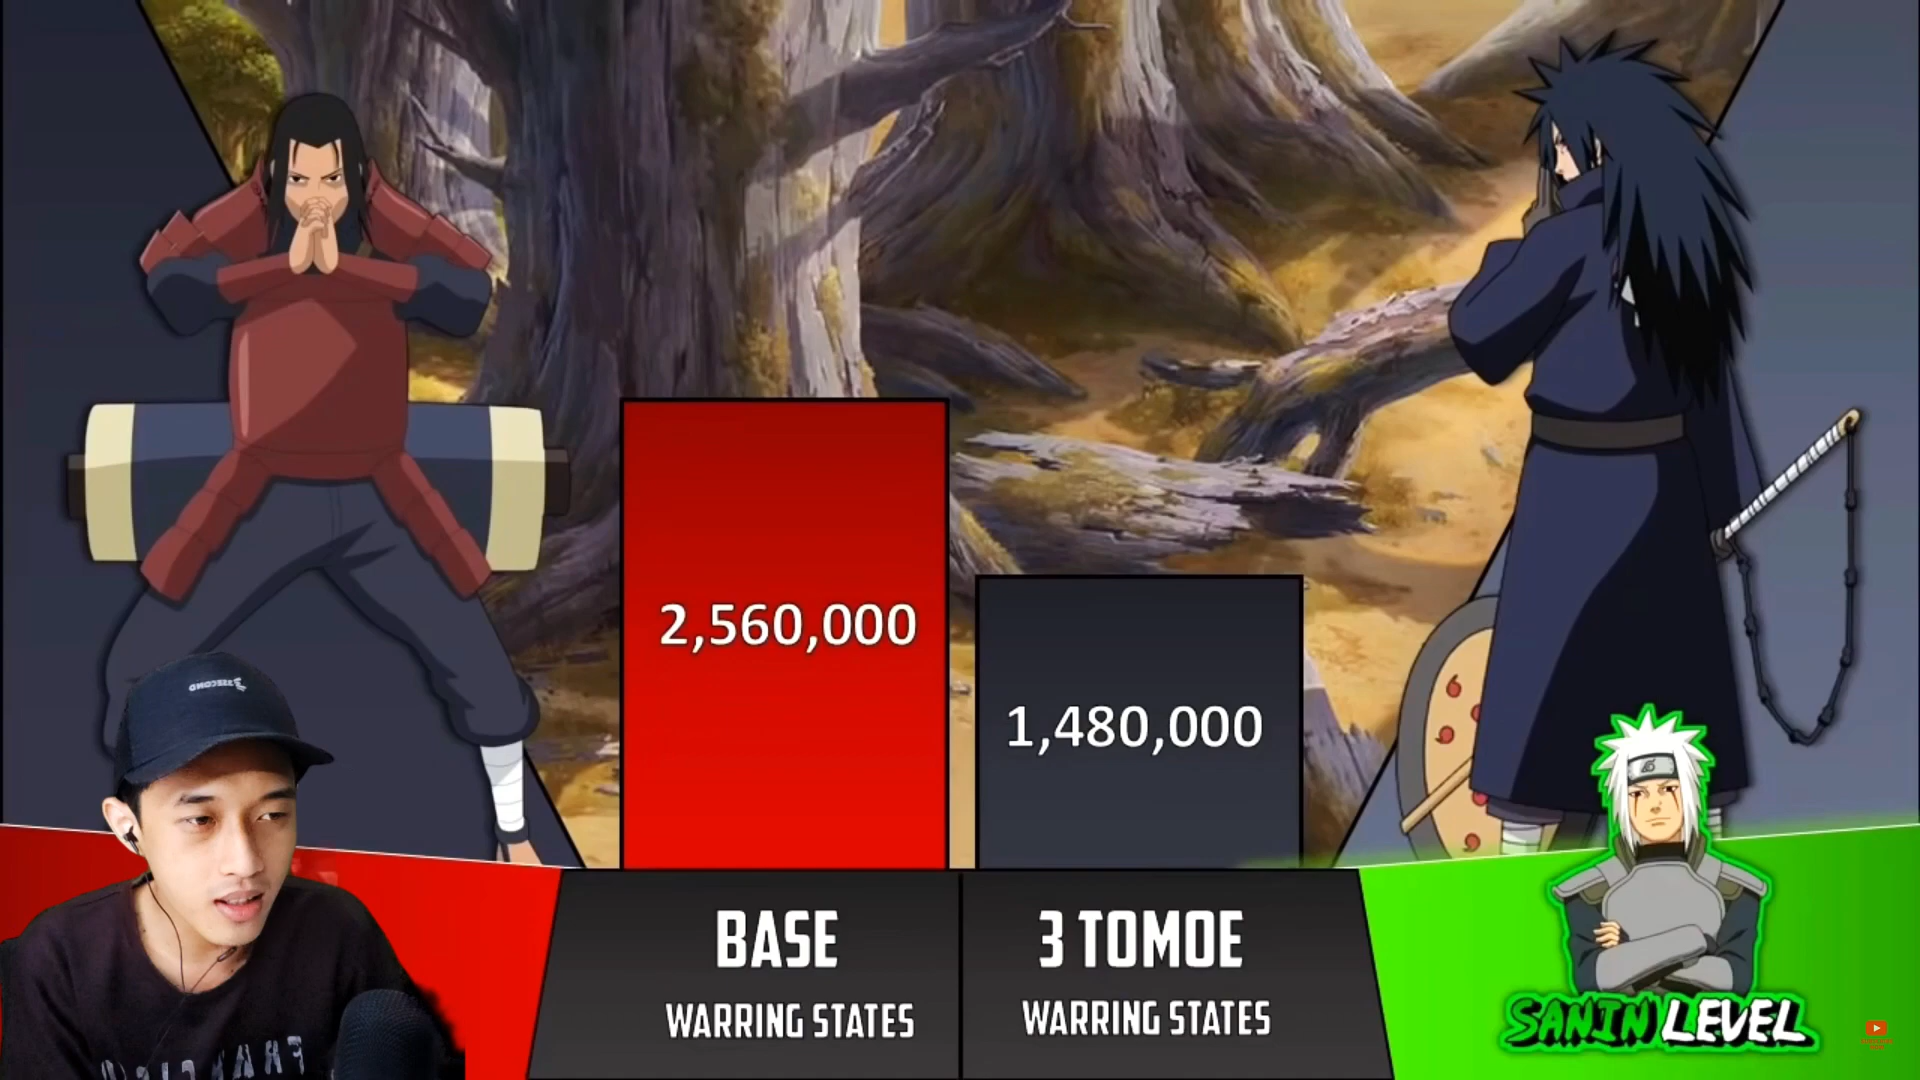 2,560,000
1,480,000
BASE
WARRING STATES
3 TOMOE
WARRING STATES
SANIN LEVEL